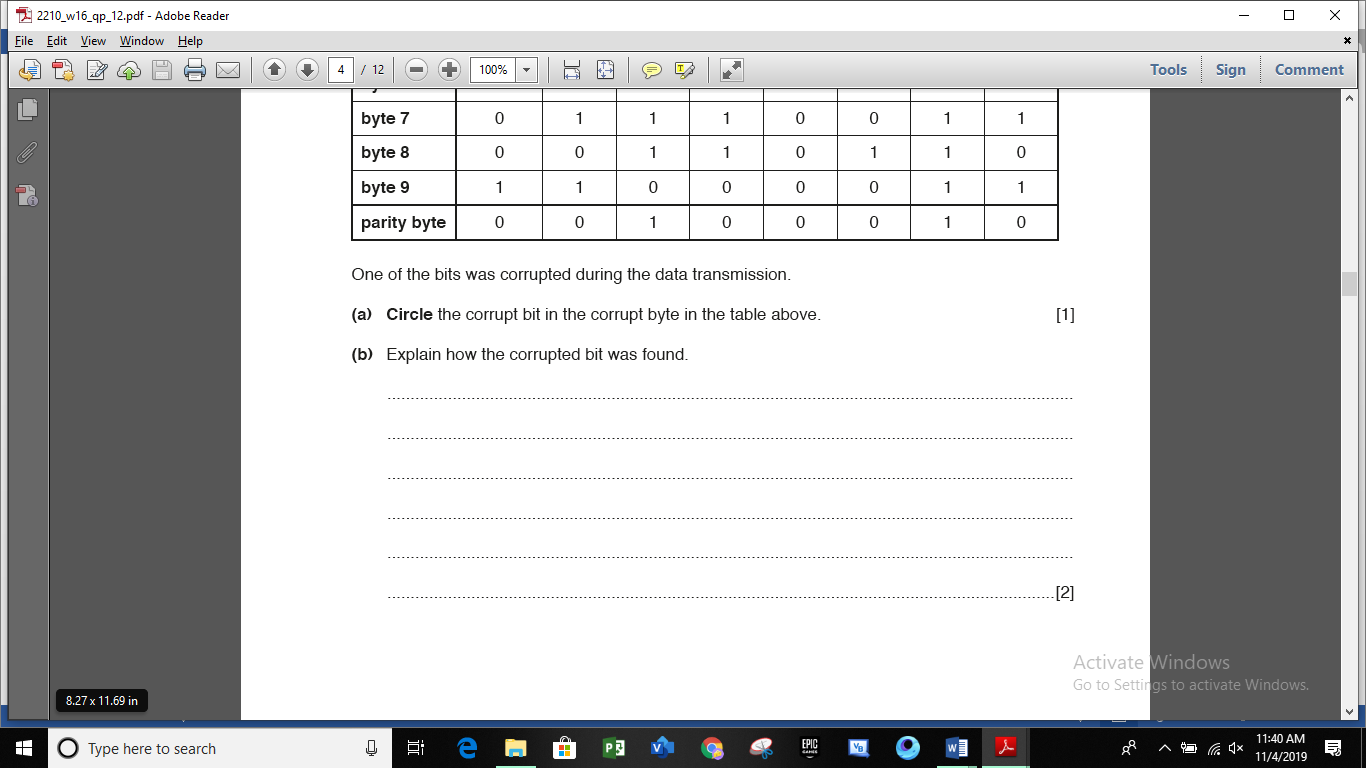 2210_w16_qp_12.pdf - Adobe Reader
File Edit View Window Help
4 / 12 100% Tools Sign Comment
byte 7 0 1 1 1 0 0 1 1
byte 8 0 0 1 1 0 1 1 0
byte 9 1 1 0 0 0 0 1 1
parity byte 0 0 1 0 0 0 1 0
One of the bits was corrupted during the data transmission.
(a) Circle the corrupt bit in the corrupt byte in the table above. [1]
(b) Explain how the corrupted bit was found.
[2]
Activate Windows
Go to Settings to activate Windows.
8.27 x 11.69 in
Type here to search
EPIC GAMES
11:40 AM
11/4/2019